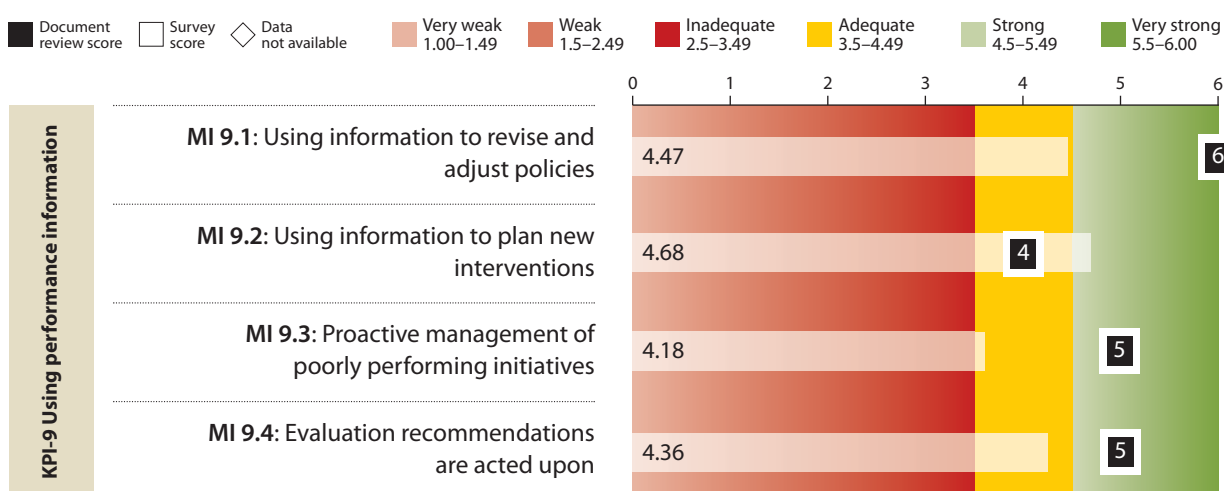 Document
review score
Survey
score
Data
not available
Very weak
1.00–1.49
Weak
1.5–2.49
Inadequate
2.5–3.49
Adequate
3.5–4.49
Strong
4.5–5.49
Very strong
5.5–6.00
0 1 2 3 4 5 6
KPI-9 Using performance information
MI 9.1: Using information to revise and
adjust policies
4.47 6
MI 9.2: Using information to plan new
interventions
4.68 4
MI 9.3: Proactive management of
poorly performing initiatives
4.18 5
MI 9.4: Evaluation recommendations
are acted upon
4.36 5